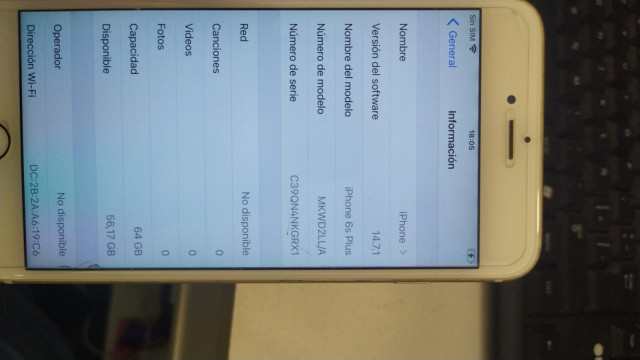 Sin SIM 18:05
General Información
Nombre iPhone
Versión del software 14.7.1
Nombre del modelo iPhone 6s Plus
Número de modelo MKWD2LL/A
Número de serie C39QN4NKGRX1
Red No disponible
Canciones 0
Videos 0
Fotos 0
Capacidad 64 GB
Disponible 56,17 GB
Operador No disponible
Dirección Wi-Fi DC:2B:2A:A6:19:C6